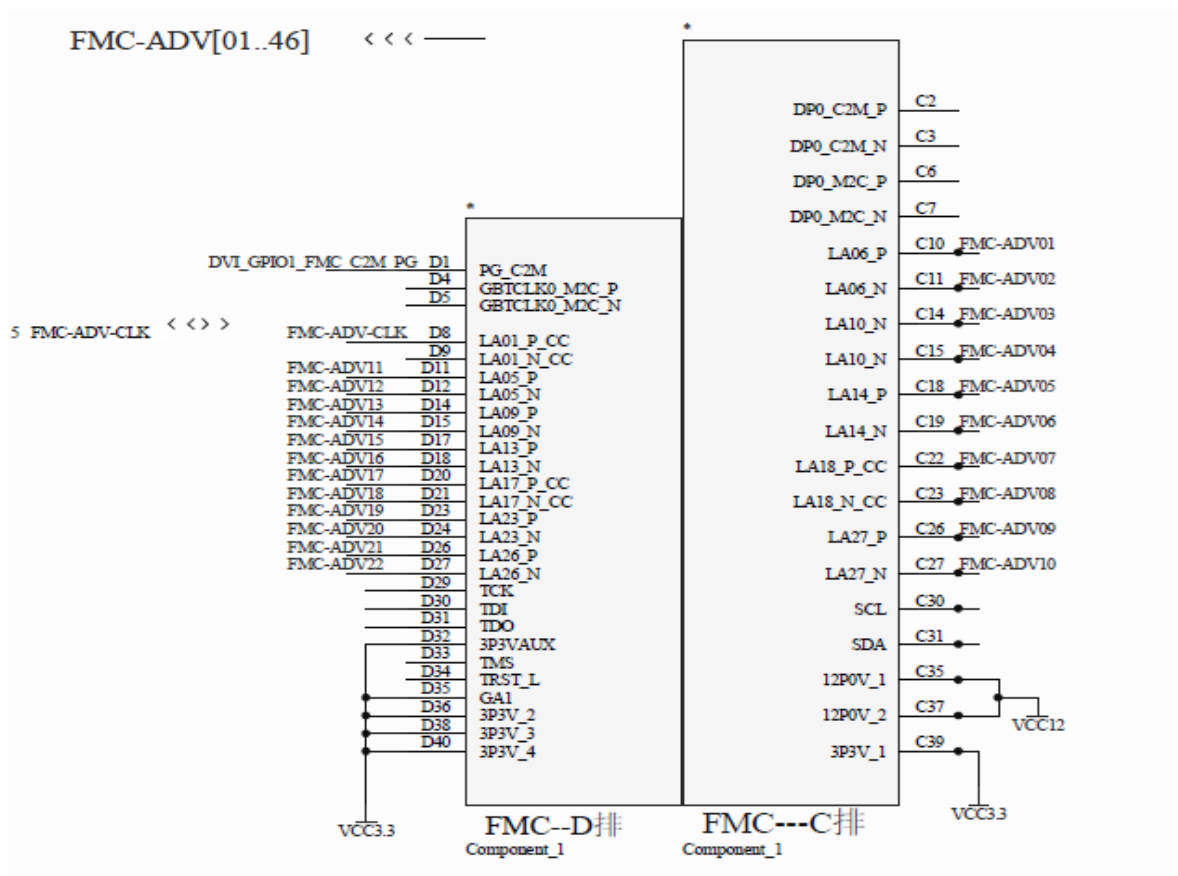 FMC-ADV[01..46] < < <
*
DP0_C2M_P C2
DP0_C2M_N C3
DP0_M2C_P C6
DP0_M2C_N C7
LA06_P C10 FMC-ADV01
LA06_N C11 FMC-ADV02
LA10_N C14 FMC-ADV03
LA10_N C15 FMC-ADV04
LA14_P C18 FMC-ADV05
LA14_N C19 FMC-ADV06
LA18_P_CC C22 FMC-ADV07
LA18_N_CC C23 FMC-ADV08
LA27_P C26 FMC-ADV09
LA27_N C27 FMC-ADV10
SCL C30
SDA C31
12P0V_1 C35
12P0V_2 C37
VCC12
3P3V_1 C39
VCC3.3
FMC---C排
Component_1
*
DVI_GPIO1_FMC_C2M_PG D1 PG_C2M
D4 GBTCLK0_M2C_P
D5 GBTCLK0_M2C_N
5 FMC-ADV-CLK < <> >
FMC-ADV-CLK D8 LA01_P_CC
D9 LA01_N_CC
FMC-ADV11 D11 LA05_P
FMC-ADV12 D12 LA05_N
FMC-ADV13 D14 LA09_P
FMC-ADV14 D15 LA09_N
FMC-ADV15 D17 LA13_P
FMC-ADV16 D18 LA13_N
FMC-ADV17 D20 LA17_P_CC
FMC-ADV18 D21 LA17_N_CC
FMC-ADV19 D23 LA23_P
FMC-ADV20 D24 LA23_N
FMC-ADV21 D26 LA26_P
FMC-ADV22 D27 LA26_N
D29 TCK
D30 TDI
D31 TDO
D32 3P3VAUX
D33 TMS
D34 TRST_L
D35 GA1
D36 3P3V_2
D38 3P3V_3
D40 3P3V_4
VCC3.3
FMC--D排
Component_1